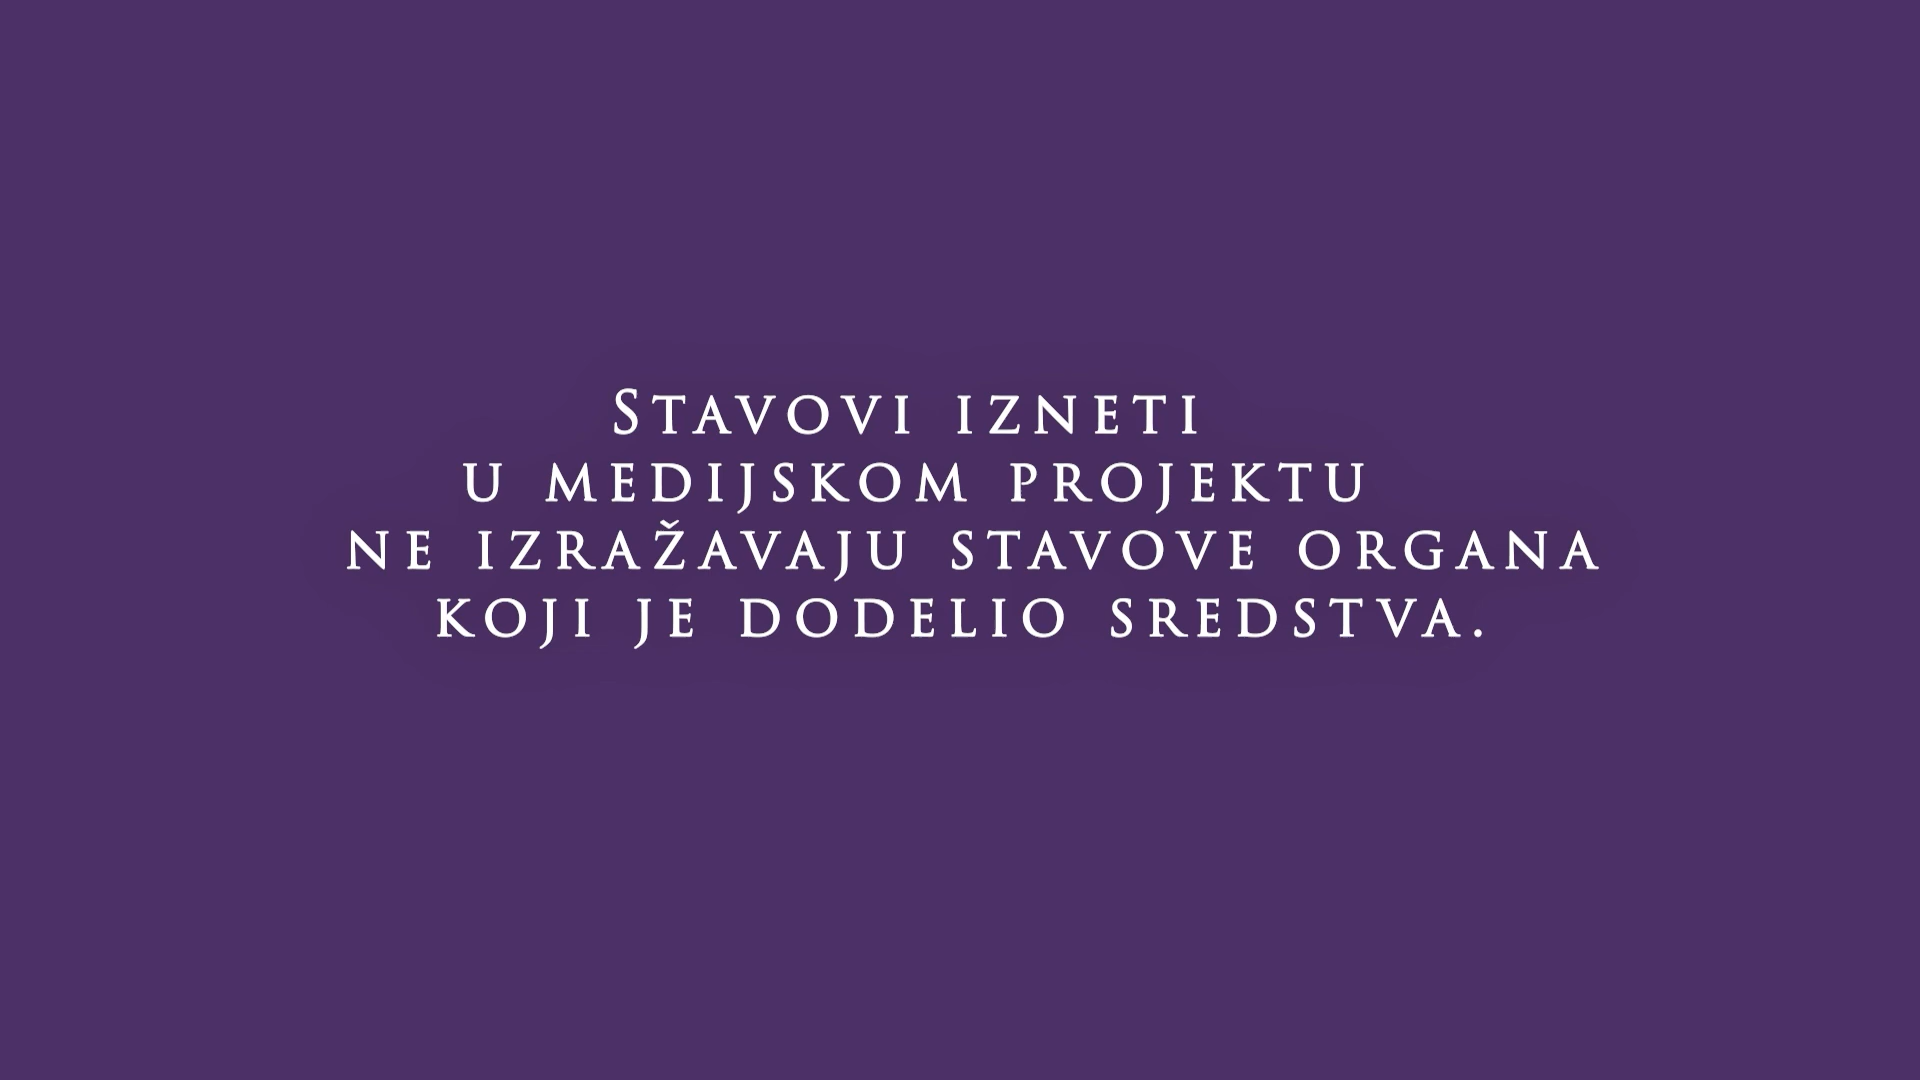 Stavovi izneti
u medijskom projektu
ne izražavaju stavove organa
koji je dodelio sredstva.